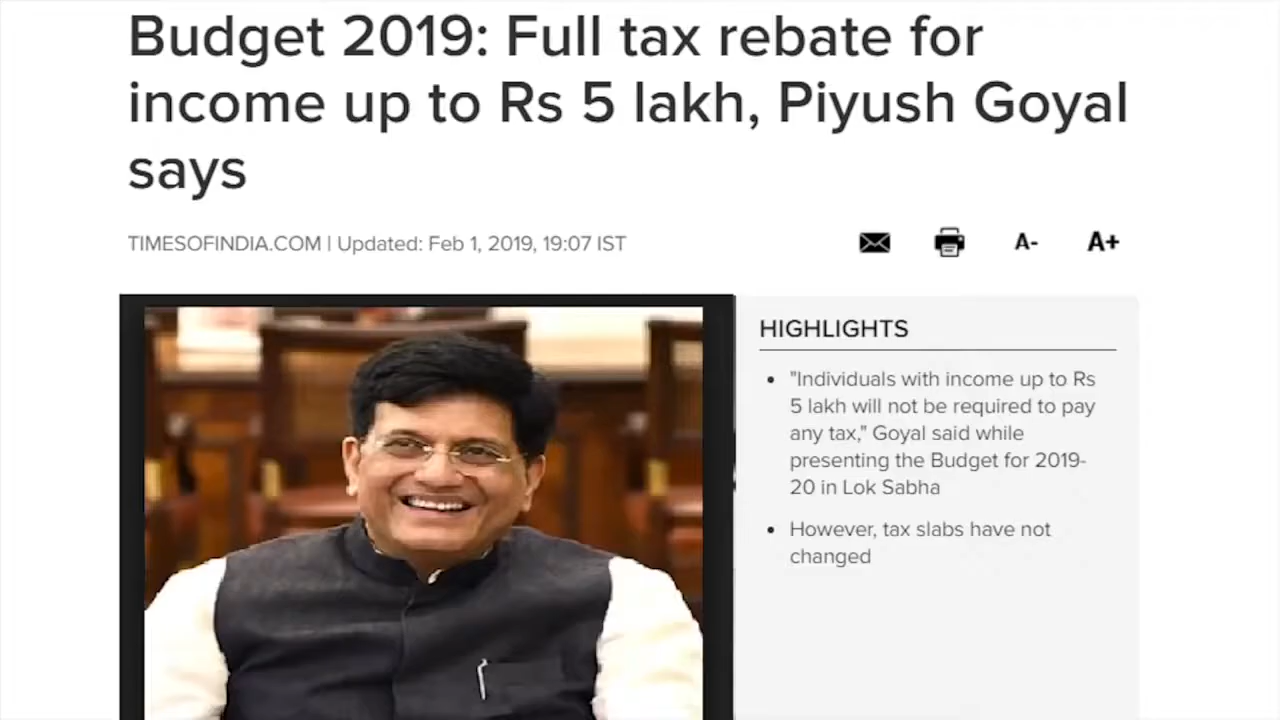 Budget 2019: Full tax rebate for
income up to Rs 5 lakh, Piyush Goyal
says
TIMESOFINDIA.COM | Updated: Feb 1, 2019, 19:07 IST
A-
A+
HIGHLIGHTS
• "Individuals with income up to Rs
5 lakh will not be required to pay
any tax," Goyal said while
presenting the Budget for 2019-
20 in Lok Sabha
• However, tax slabs have not
changed